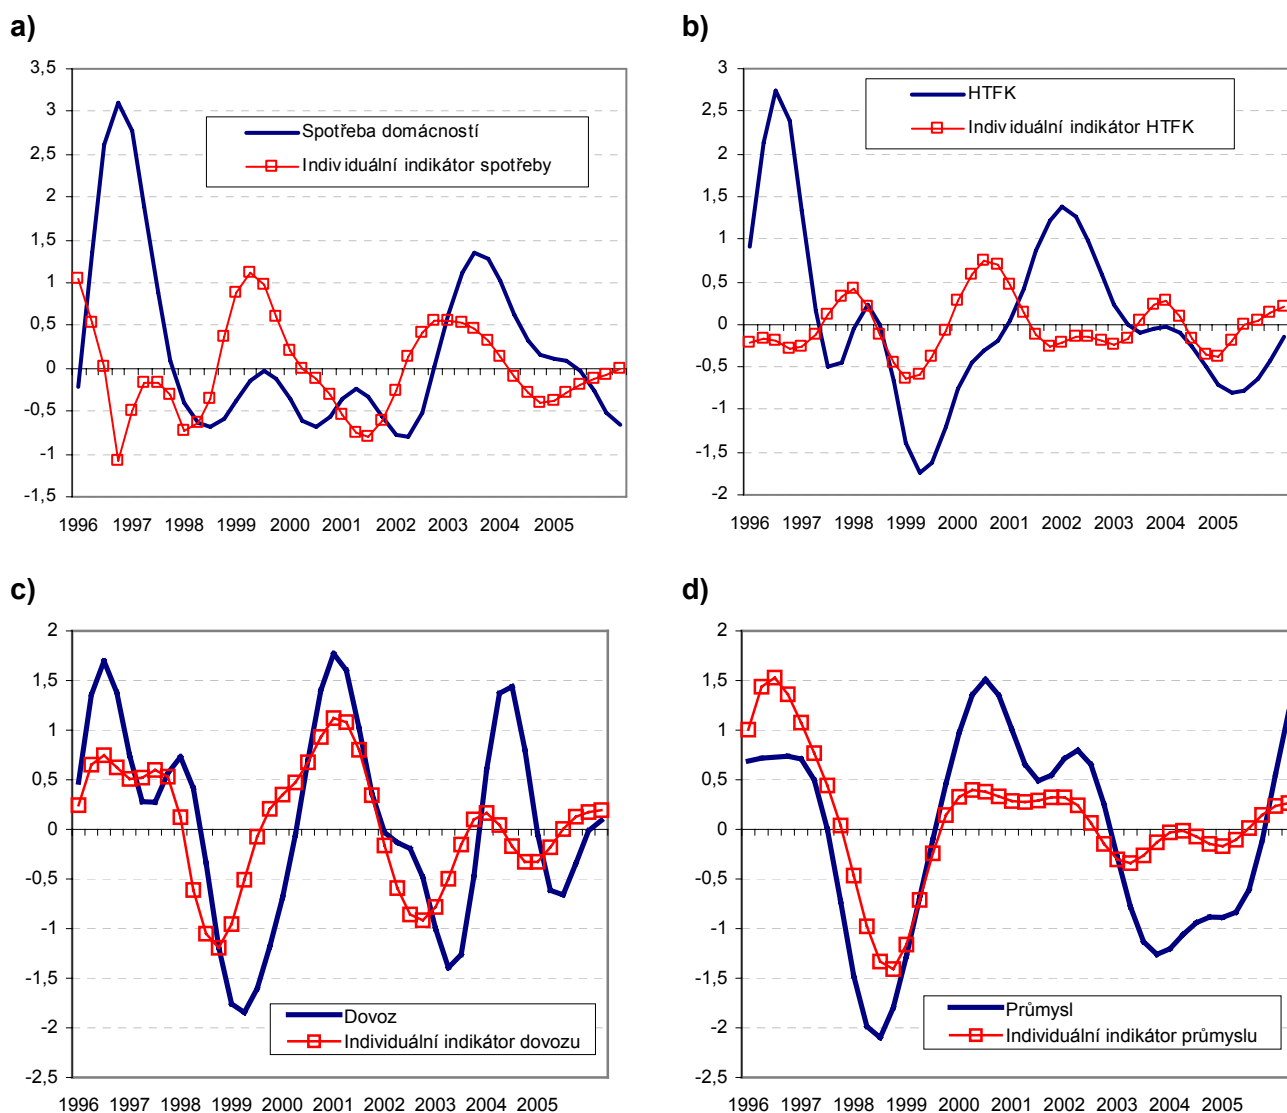 a)
3,5
3
2,5
2
1,5
1
0,5
0
-0,5
-1
-1,5
Spotřeba domácností
Individuální indikátor spotřeby
1996 1997 1998 1999 2000 2001 2002 2003 2004 2005
b)
3
2,5
2
1,5
1
0,5
0
-0,5
-1
-1,5
-2
HTFK
Individuální indikátor HTFK
1996 1997 1998 1999 2000 2001 2002 2003 2004 2005
c)
2
1,5
1
0,5
0
-0,5
-1
-1,5
-2
-2,5
Dovoz
Individuální indikátor dovozu
1996 1997 1998 1999 2000 2001 2002 2003 2004 2005
d)
2
1,5
1
0,5
0
-0,5
-1
-1,5
-2
-2,5
Průmysl
Individuální indikátor průmyslu
1996 1997 1998 1999 2000 2001 2002 2003 2004 2005